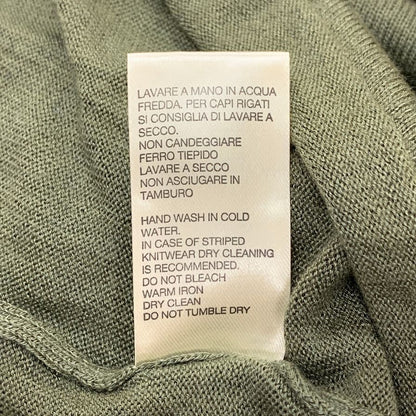 LAVARE A MANO IN ACQUA
FREDDA. PER CAPI RIGATI
SI CONSIGLIA DI LAVARE A
SECCO.
NON CANDEGGIARE
FERRO TIEPIDO
LAVARE A SECCO
NON ASCIUGARE IN
TAMBURO
HAND WASH IN COLD
WATER.
IN CASE OF STRIPED
KNITWEAR DRY CLEANING
IS RECOMMENDED.
DO NOT BLEACH
WARM IRON
DRY CLEAN
DO NOT TUMBLE DRY